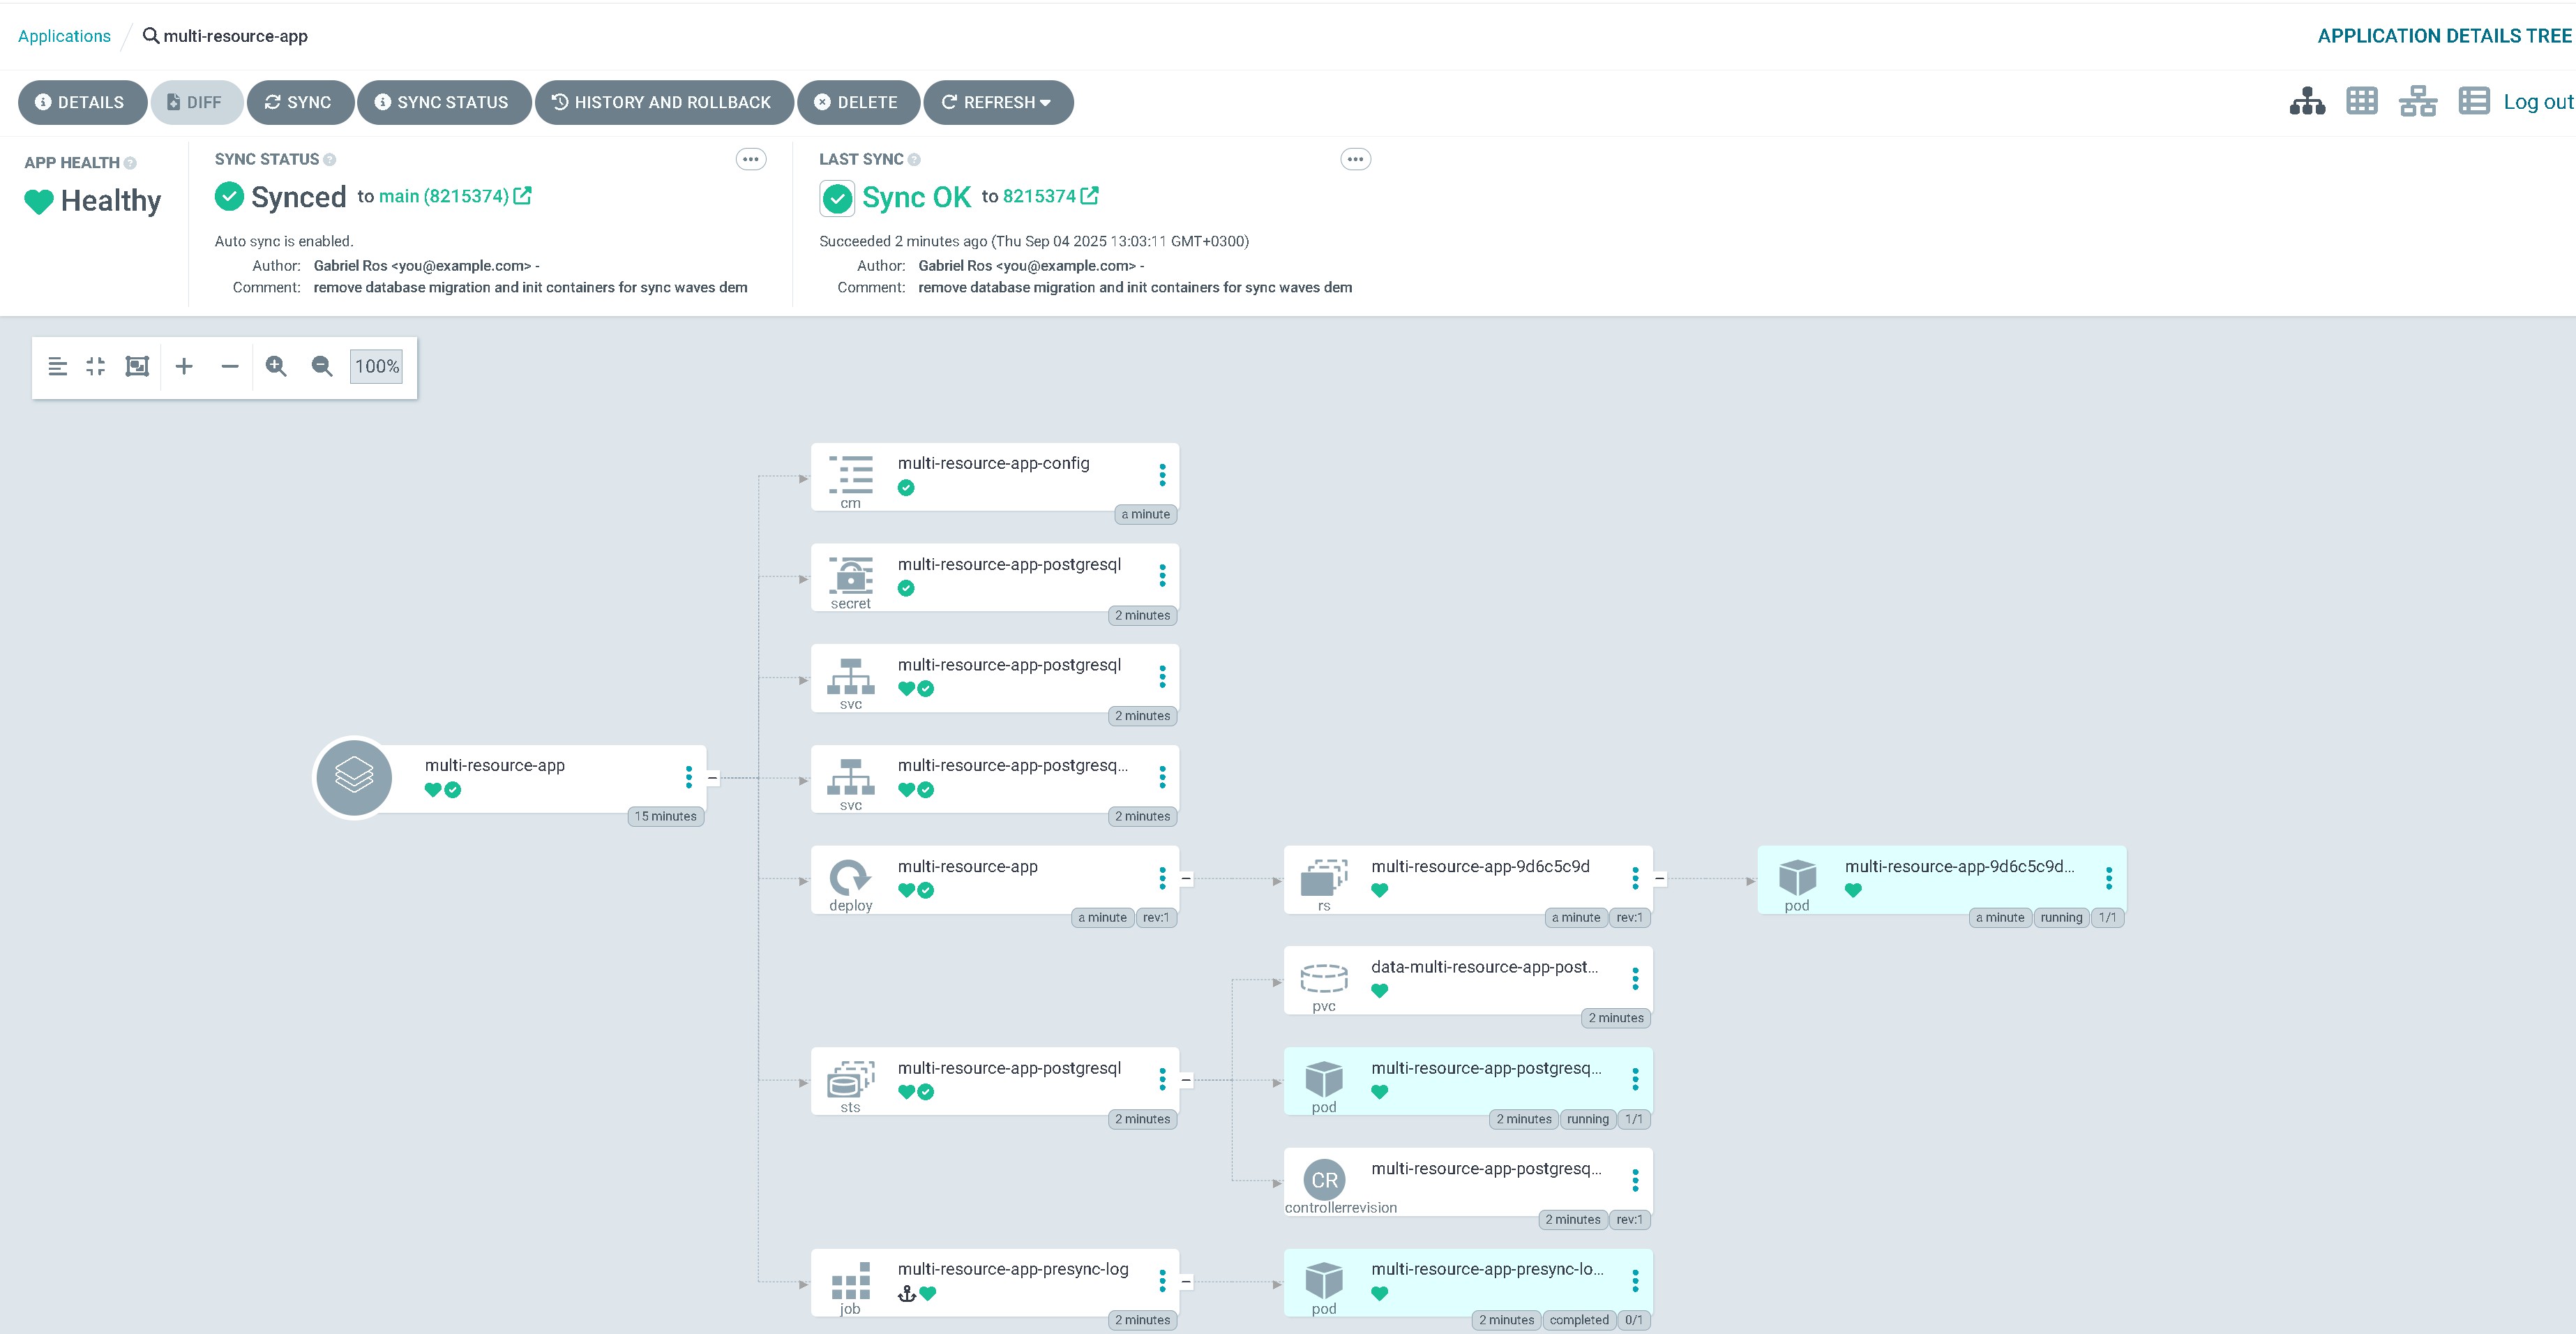 Applications / multi-resource-app
APPLICATION DETAILS TREE
DETAILS DIFF SYNC SYNC STATUS HISTORY AND ROLLBACK DELETE REFRESH
Log out
APP HEALTH
Healthy
SYNC STATUS
Synced to main (8215374)
Auto sync is enabled.
Author: Gabriel Ros <you@example.com> -
Comment: remove database migration and init containers for sync waves dem
LAST SYNC
Sync OK to 8215374
Succeeded 2 minutes ago (Thu Sep 04 2025 13:03:11 GMT+0300)
Author: Gabriel Ros <you@example.com> -
Comment: remove database migration and init containers for sync waves dem
100%
multi-resource-app-config
cm
a minute
multi-resource-app-postgresql
secret
2 minutes
multi-resource-app-postgresql
svc
2 minutes
multi-resource-app
15 minutes
multi-resource-app-postgresq...
svc
2 minutes
multi-resource-app
deploy
a minute rev:1
multi-resource-app-9d6c5c9d
rs
a minute rev:1
multi-resource-app-9d6c5c9d...
pod
a minute running 1/1
data-multi-resource-app-post...
pvc
2 minutes
multi-resource-app-postgresql
sts
2 minutes
multi-resource-app-postgresq...
pod
2 minutes running 1/1
multi-resource-app-postgresq...
CR
controllerrevision
2 minutes rev:1
multi-resource-app-presync-log
job
2 minutes
multi-resource-app-presync-lo...
pod
2 minutes completed 0/1